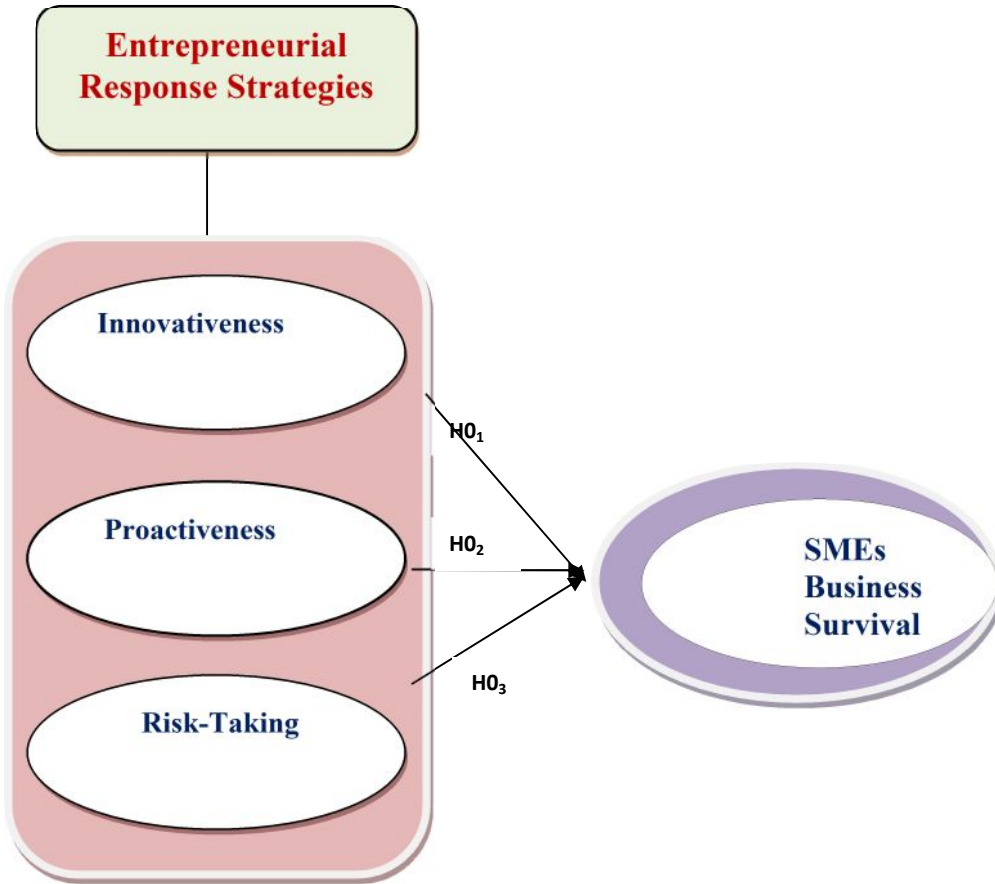 Entrepreneurial
Response Strategies
Innovativeness
H0₁
Proactiveness
H0₂
SMEs
Business
Survival
H0₃
Risk-Taking